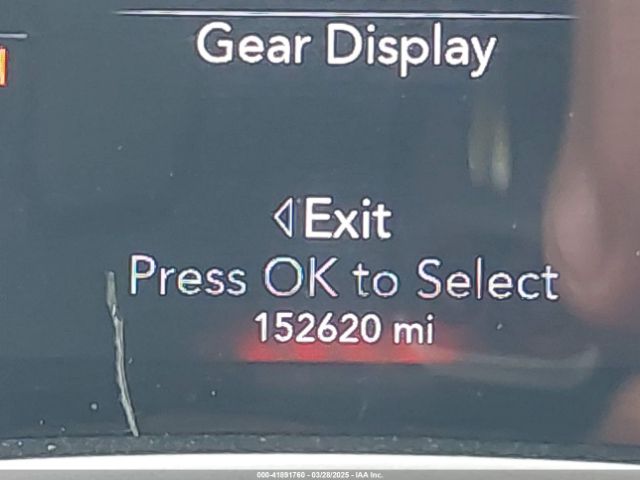 Gear Display
Exit
Press OK to Select
152620 mi
000-41891760 - 03/28/2025 - IAA Inc.